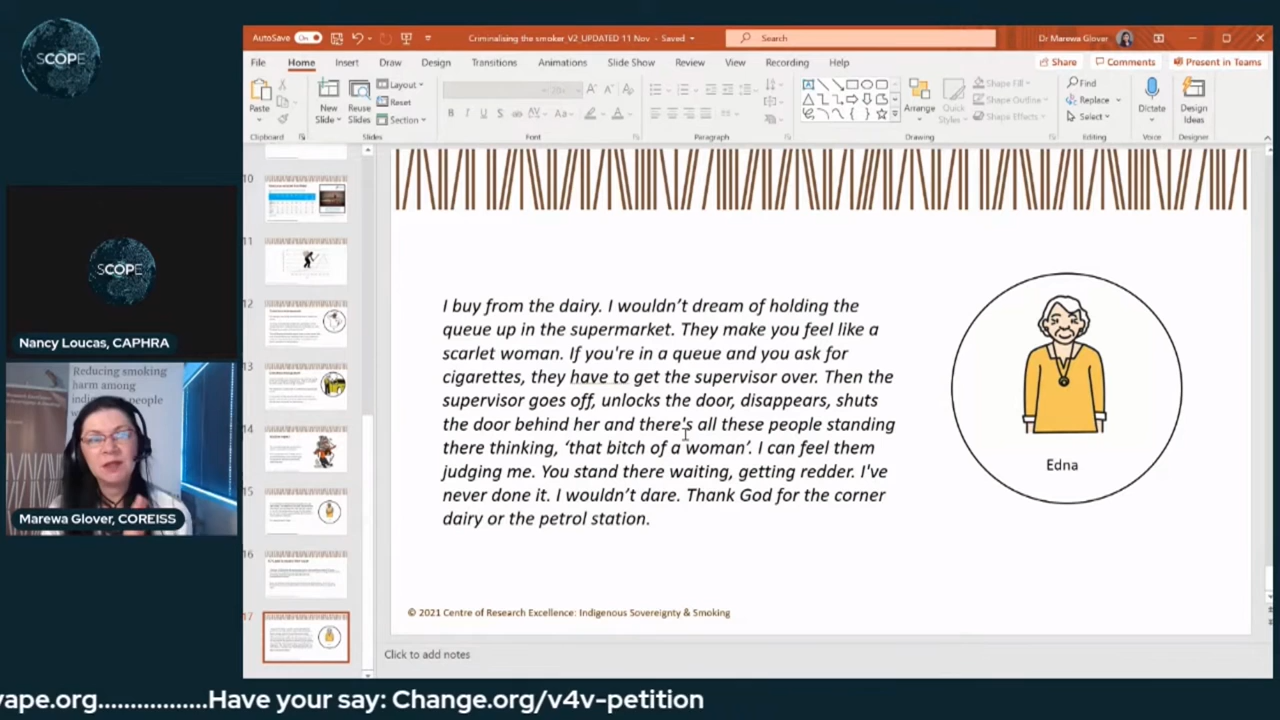 SCOPE
AutoSave On
Criminalising the smoker_V2_UPDATED 11 Nov - Saved
Search
Dr Marewa Glover
File Home Insert Draw Design Transitions Animations Slide Show Review View Recording Help
Share Comments Present in Teams
Paste
New Slide
Reuse Slides
Layout
Reset
Section
Arrange
Quick Styles
Shape Fill
Shape Outline
Shape Effects
Find
Replace
Select
Dictate
Design Ideas
Clipboard Slides Font Paragraph Drawing Editing Voice Designer
10
11
12
13
14
15
16
17
SCOPE
Nancy Loucas, CAPHRA
Reducing smoking
harm among
Marewa Glover, COREISS
I buy from the dairy. I wouldn't dream of holding the
queue up in the supermarket. They make you feel like a
scarlet woman. If you're in a queue and you ask for
cigarettes, they have to get the supervisor over. Then the
supervisor goes off, unlocks the door, disappears, shuts
the door behind her and there's all these people standing
there thinking, 'that bitch of a woman'. I can feel them
judging me. You stand there waiting, getting redder. I've
never done it. I wouldn't dare. Thank God for the corner
dairy or the petrol station.
Edna
© 2021 Centre of Research Excellence: Indigenous Sovereignty & Smoking
Click to add notes
vape.org.................Have your say: Change.org/v4v-petition